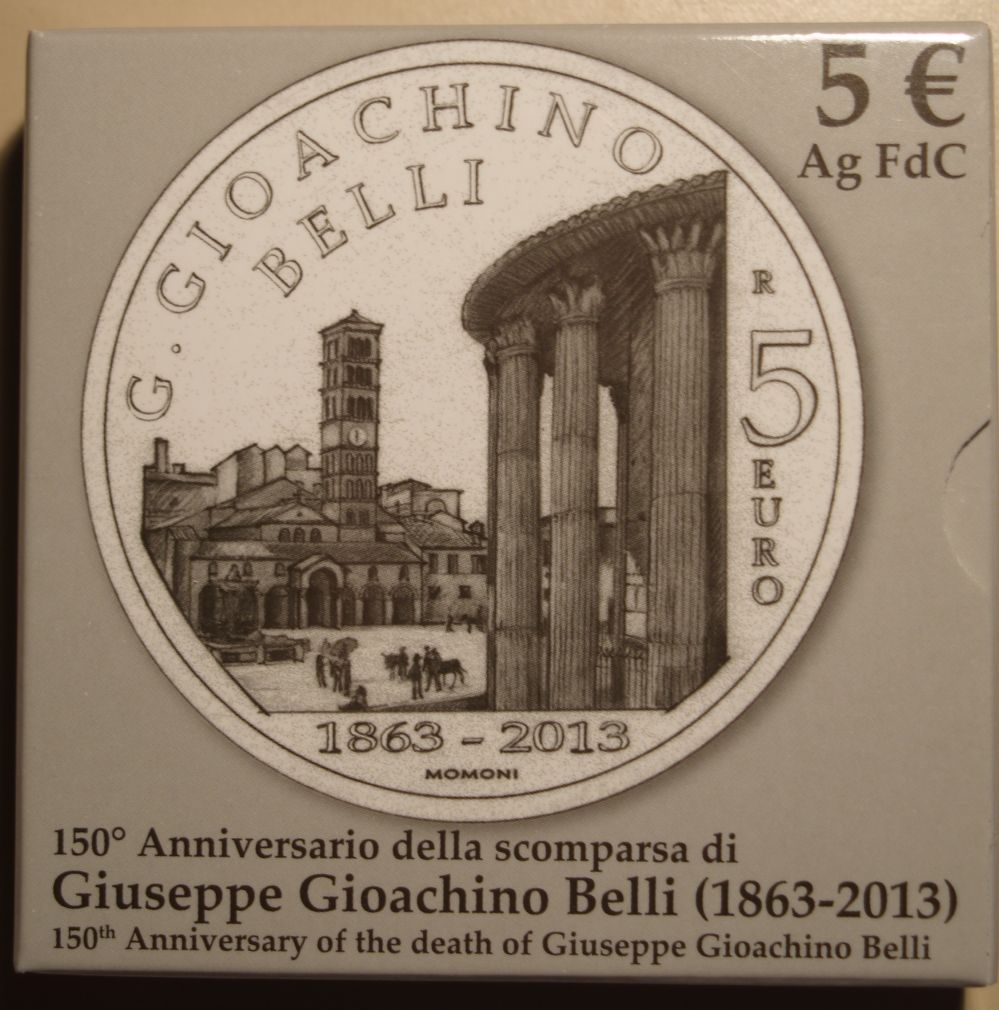 5 €
Ag FdC
G. GIOACHINO
BELLI
R
5
EURO
1863 - 2013
MOMONI
150° Anniversario della scomparsa di
Giuseppe Gioachino Belli (1863-2013)
150th Anniversary of the death of Giuseppe Gioachino Belli